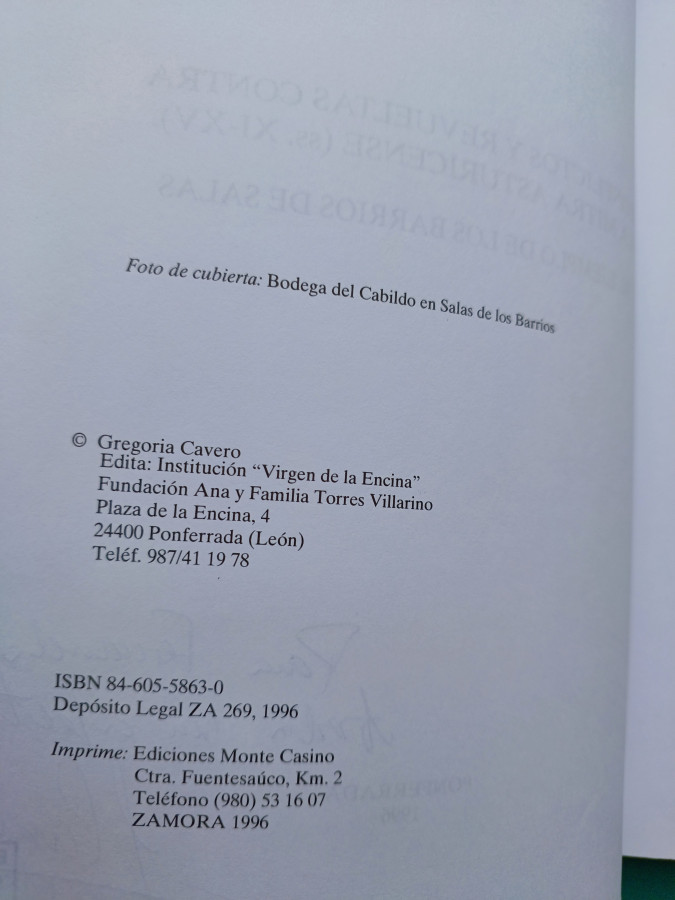 Foto de cubierta: Bodega del Cabildo en Salas de los Barrios
© Gregoria Cavero
Edita: Institución “Virgen de la Encina”
Fundación Ana y Familia Torres Villarino
Plaza de la Encina, 4
24400 Ponferrada (León)
Teléf. 987/41 19 78
ISBN 84-605-5863-0
Depósito Legal ZA 269, 1996
Imprime: Ediciones Monte Casino
Ctra. Fuentesaúco, Km. 2
Teléfono (980) 53 16 07
ZAMORA 1996